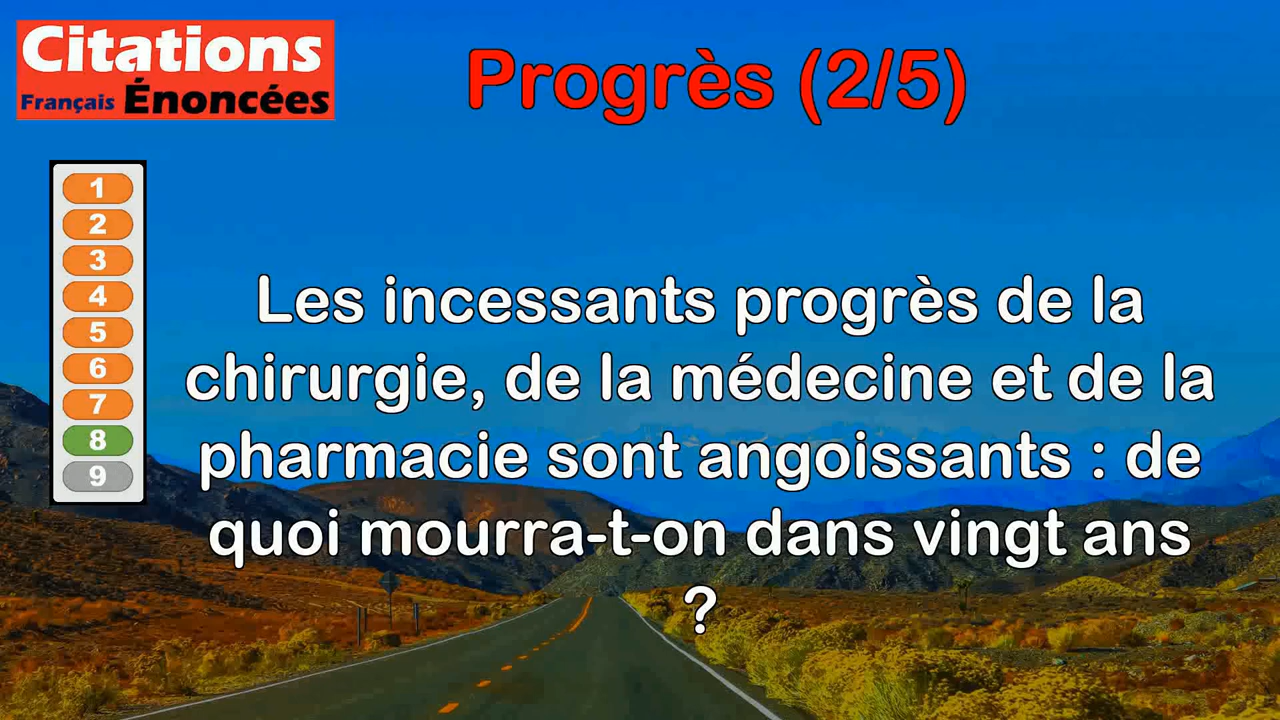 Citations
Français Énoncées
Progrès (2/5)
1
2
3
4
5
6
7
8
9
Les incessants progrès de la
chirurgie, de la médecine et de la
pharmacie sont angoissants : de
quoi mourra-t-on dans vingt ans
?